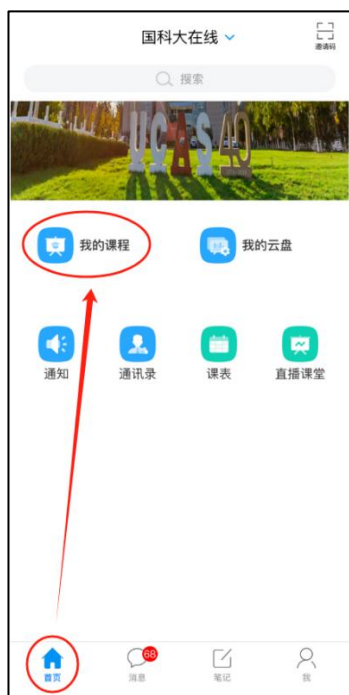 国科大在线
邀请码
搜索
UCAS40
我的课程
我的云盘
通知
通讯录
课表
直播课堂
68
首页
消息
笔记
我